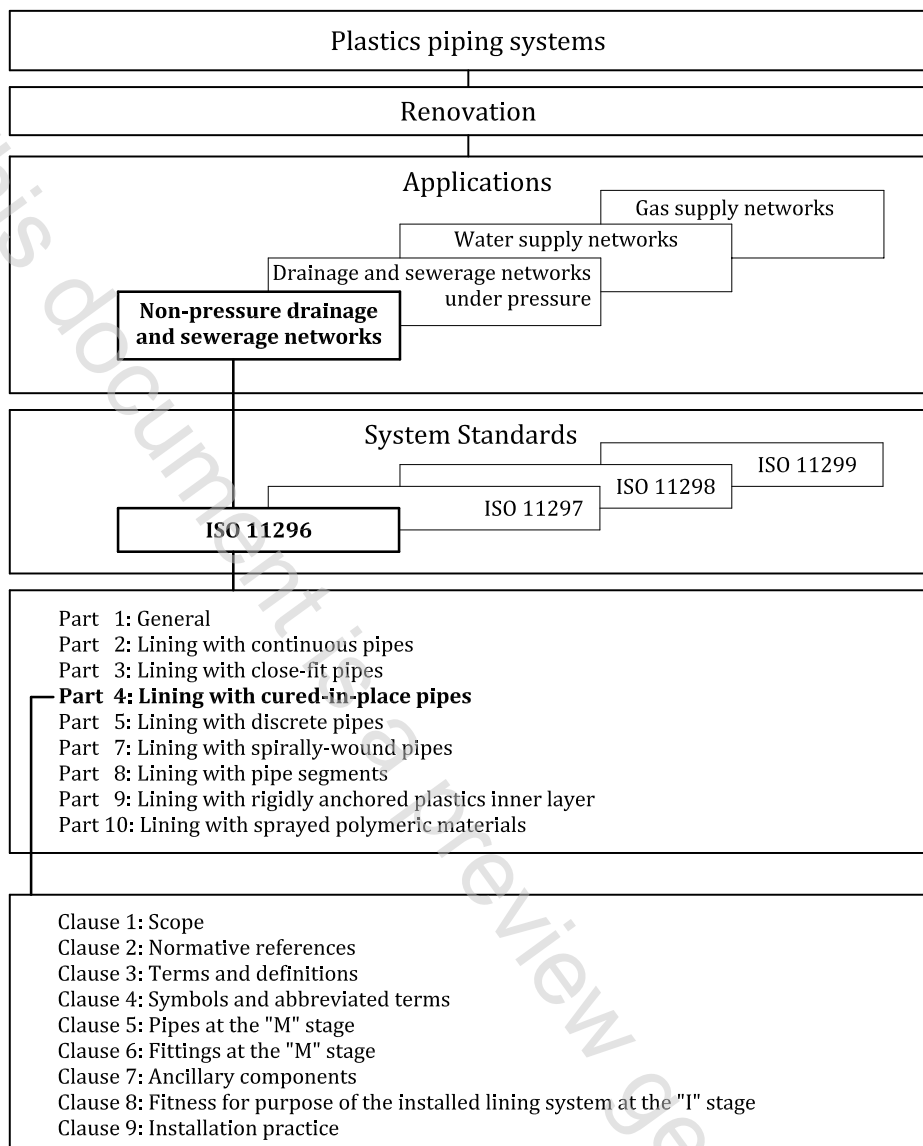 Plastics piping systems
Renovation
Applications
Gas supply networks
Water supply networks
Drainage and sewerage networks
under pressure
Non-pressure drainage
and sewerage networks
System Standards
ISO 11299
ISO 11298
ISO 11297
ISO 11296
Part 1: General
Part 2: Lining with continuous pipes
Part 3: Lining with close-fit pipes
Part 4: Lining with cured-in-place pipes
Part 5: Lining with discrete pipes
Part 7: Lining with spirally-wound pipes
Part 8: Lining with pipe segments
Part 9: Lining with rigidly anchored plastics inner layer
Part 10: Lining with sprayed polymeric materials
Clause 1: Scope
Clause 2: Normative references
Clause 3: Terms and definitions
Clause 4: Symbols and abbreviated terms
Clause 5: Pipes at the "M" stage
Clause 6: Fittings at the "M" stage
Clause 7: Ancillary components
Clause 8: Fitness for purpose of the installed lining system at the "I" stage
Clause 9: Installation practice
document is a preview